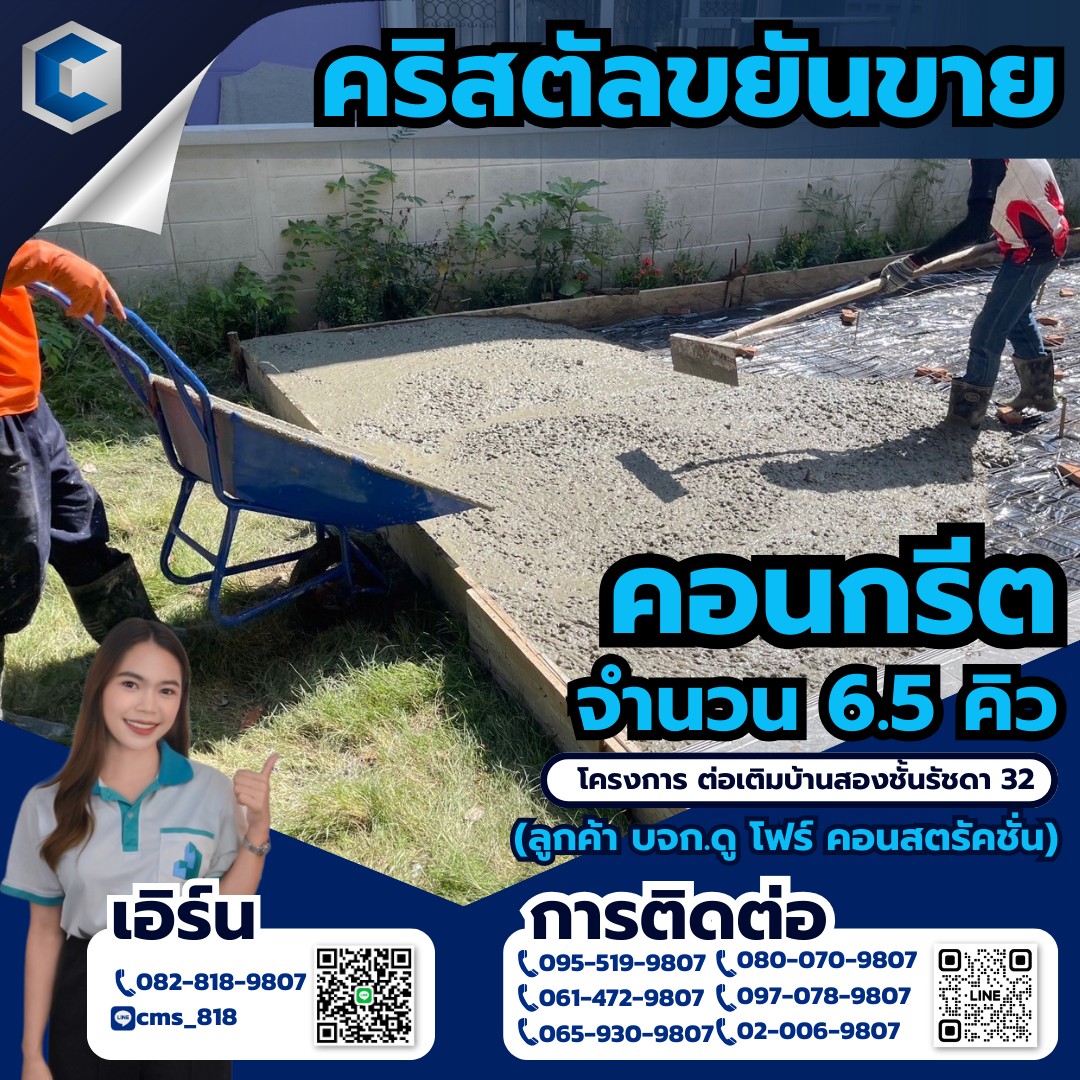 คริสตัลขยันขาย
คอนกรีต
จำนวน 6.5 คิว
โครงการ ต่อเติมบ้านสองชั้นรัชดา 32
(ลูกค้า บจก.ดู โฟร์ คอนสตรัคชั่น)
เอิร์น
082-818-9807
LINE cms_818
การติดต่อ
095-519-9807 080-070-9807
061-472-9807 097-078-9807
065-930-9807 02-006-9807
LINE